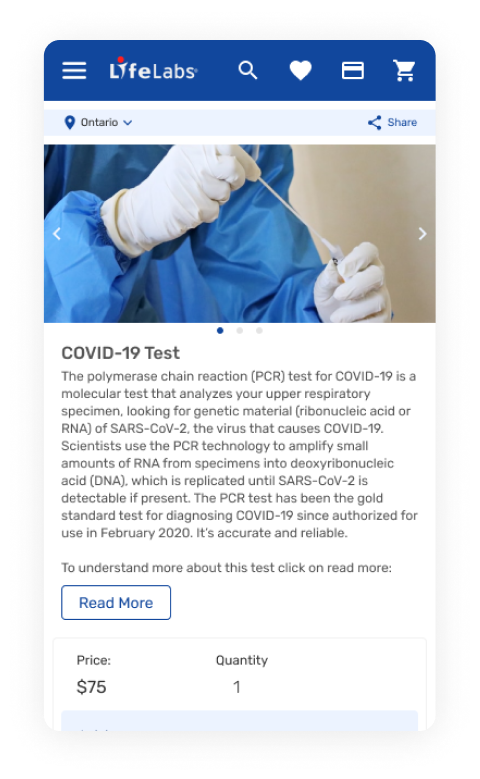 LifeLabs
Ontario
Share
COVID-19 Test
The polymerase chain reaction (PCR) test for COVID-19 is a
molecular test that analyzes your upper respiratory
specimen, looking for genetic material (ribonucleic acid or
RNA) of SARS-CoV-2, the virus that causes COVID-19.
Scientists use the PCR technology to amplify small
amounts of RNA from specimens into deoxyribonucleic
acid (DNA), which is replicated until SARS-CoV-2 is
detectable if present. The PCR test has been the gold
standard test for diagnosing COVID-19 since authorized for
use in February 2020. It’s accurate and reliable.
To understand more about this test click on read more:
Read More
Price: Quantity
$75 1